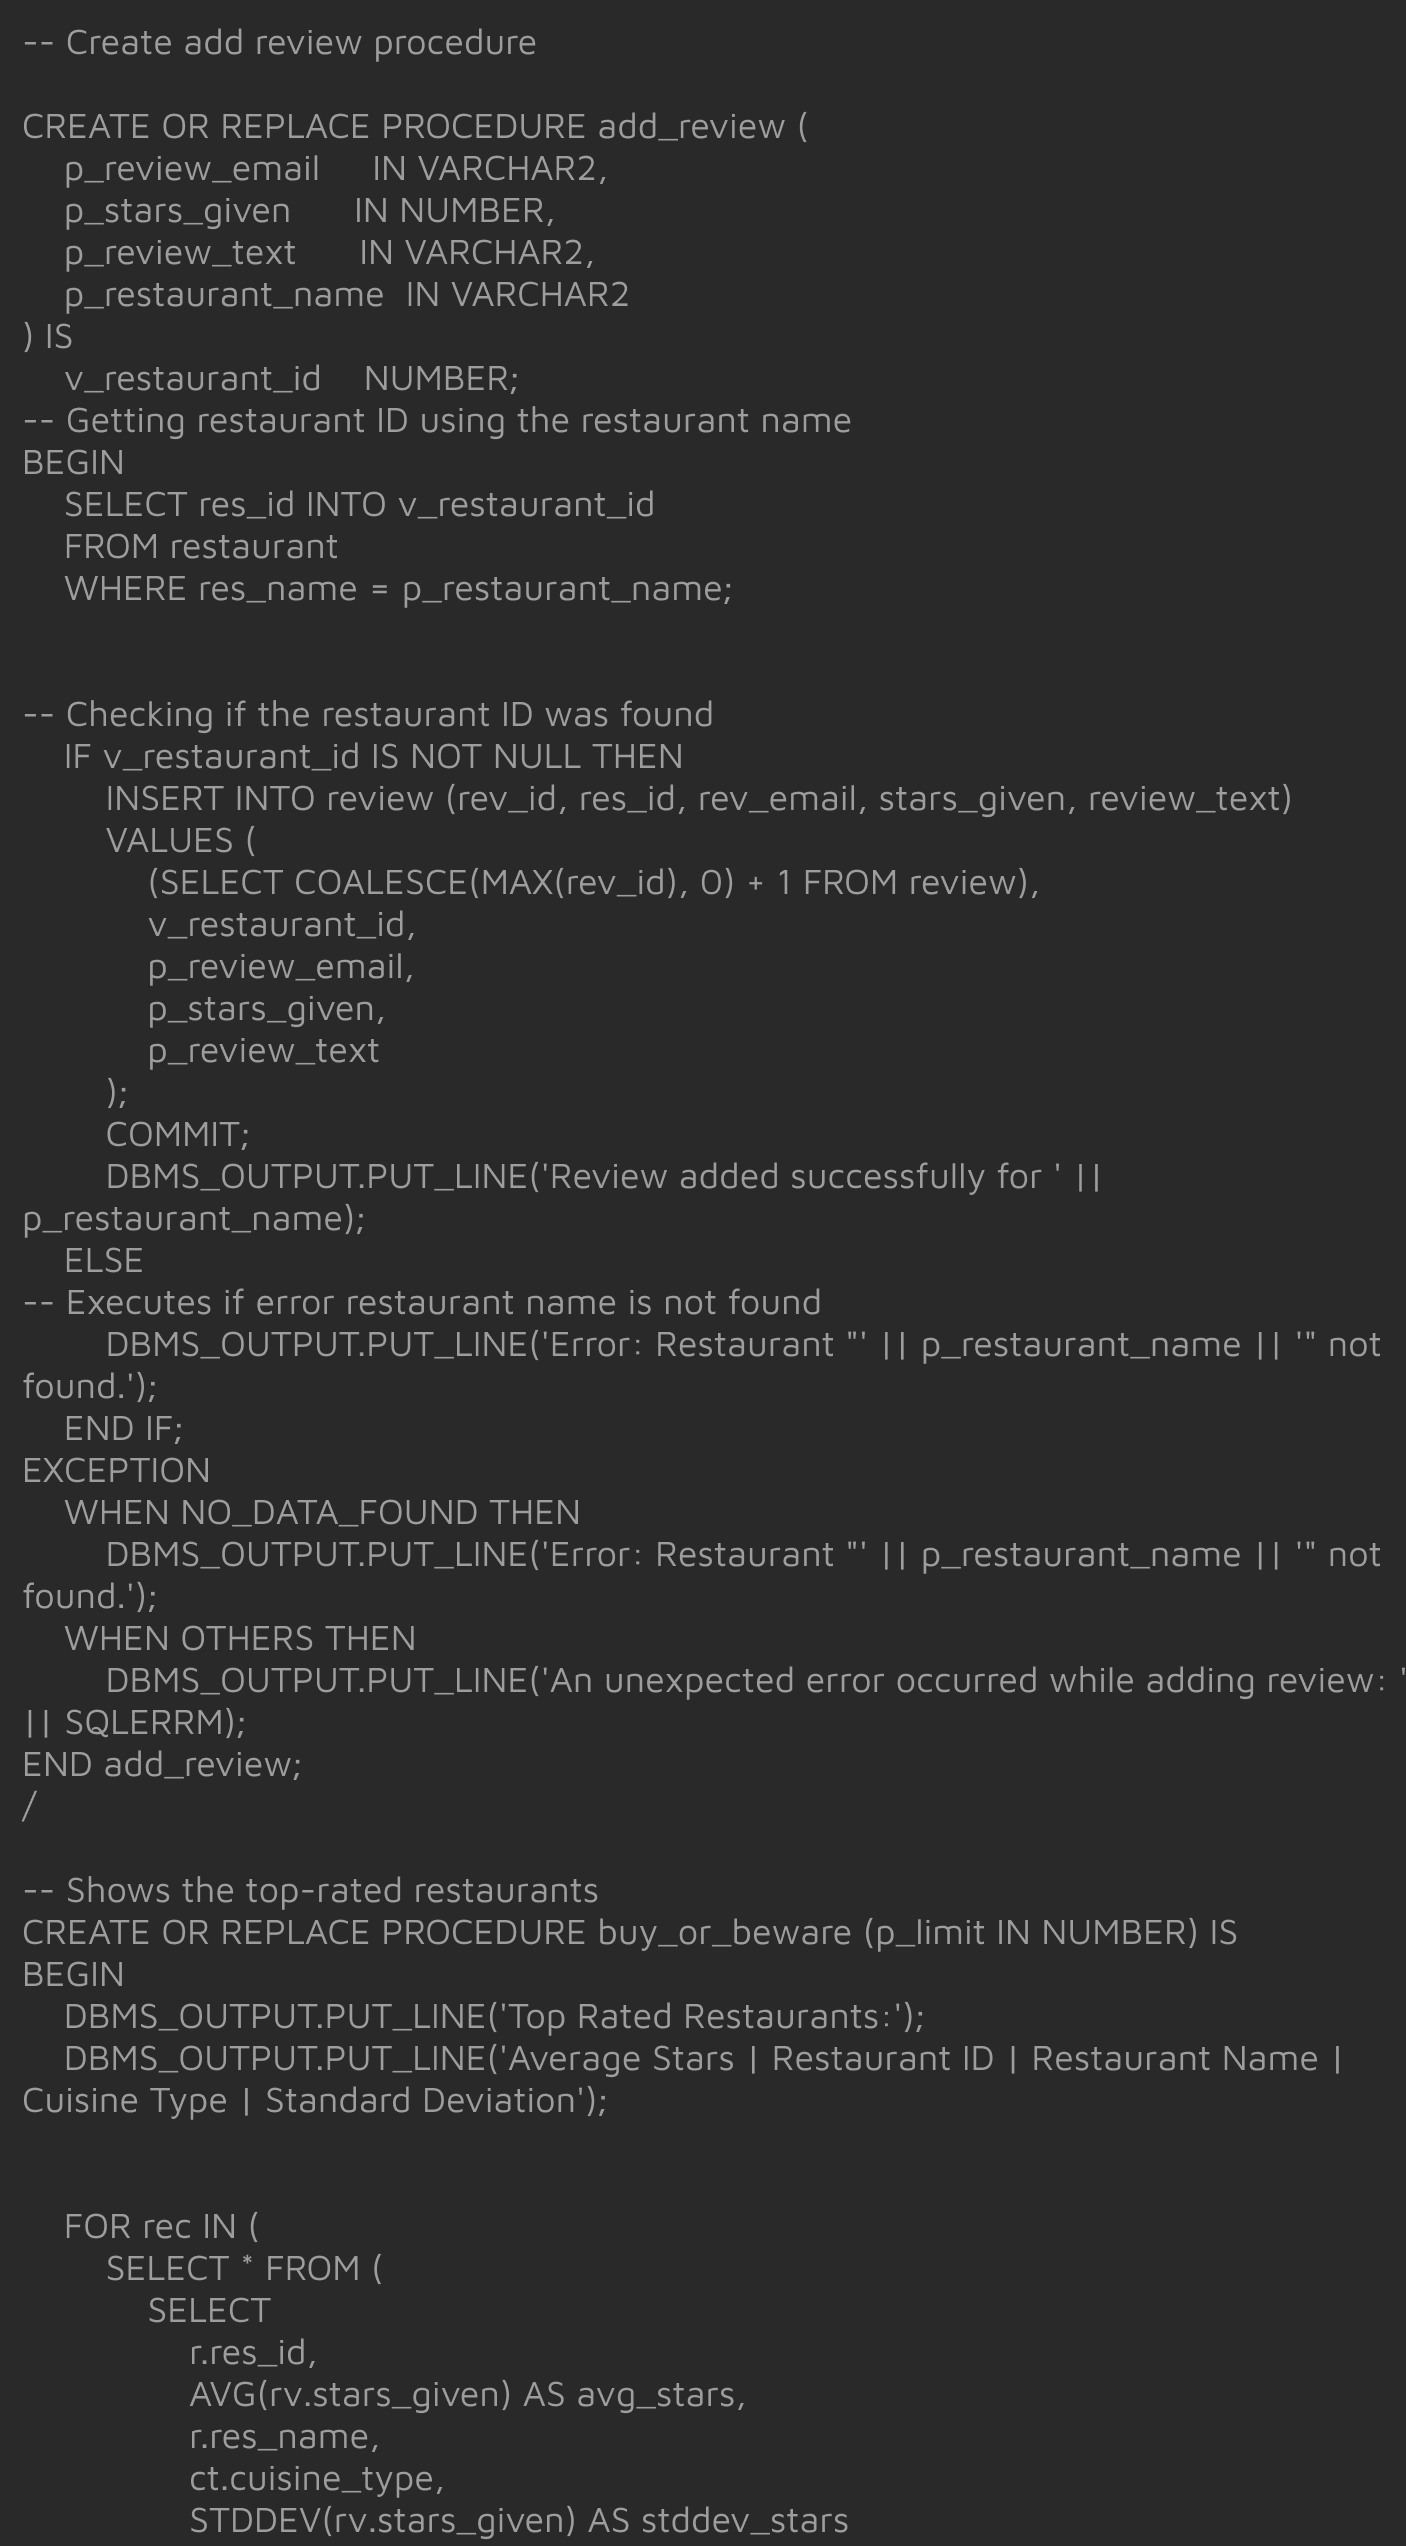 -- Create add review procedure

CREATE OR REPLACE PROCEDURE add_review (
    p_review_email     IN VARCHAR2,
    p_stars_given      IN NUMBER,
    p_review_text      IN VARCHAR2,
    p_restaurant_name  IN VARCHAR2
) IS
    v_restaurant_id    NUMBER;
-- Getting restaurant ID using the restaurant name
BEGIN
    SELECT res_id INTO v_restaurant_id
    FROM restaurant
    WHERE res_name = p_restaurant_name;


-- Checking if the restaurant ID was found
    IF v_restaurant_id IS NOT NULL THEN
        INSERT INTO review (rev_id, res_id, rev_email, stars_given, review_text)
        VALUES (
            (SELECT COALESCE(MAX(rev_id), 0) + 1 FROM review),
            v_restaurant_id,
            p_review_email,
            p_stars_given,
            p_review_text
        );
        COMMIT;
        DBMS_OUTPUT.PUT_LINE('Review added successfully for ' ||
p_restaurant_name);
    ELSE
-- Executes if error restaurant name is not found
        DBMS_OUTPUT.PUT_LINE('Error: Restaurant "' || p_restaurant_name || '" not
found.');
    END IF;
EXCEPTION
    WHEN NO_DATA_FOUND THEN
        DBMS_OUTPUT.PUT_LINE('Error: Restaurant "' || p_restaurant_name || '" not
found.');
    WHEN OTHERS THEN
        DBMS_OUTPUT.PUT_LINE('An unexpected error occurred while adding review: '
|| SQLERRM);
END add_review;
/

-- Shows the top-rated restaurants
CREATE OR REPLACE PROCEDURE buy_or_beware (p_limit IN NUMBER) IS
BEGIN
    DBMS_OUTPUT.PUT_LINE('Top Rated Restaurants:');
    DBMS_OUTPUT.PUT_LINE('Average Stars | Restaurant ID | Restaurant Name |
Cuisine Type | Standard Deviation');


    FOR rec IN (
        SELECT * FROM (
            SELECT
                r.res_id,
                AVG(rv.stars_given) AS avg_stars,
                r.res_name,
                ct.cuisine_type,
                STDDEV(rv.stars_given) AS stddev_stars